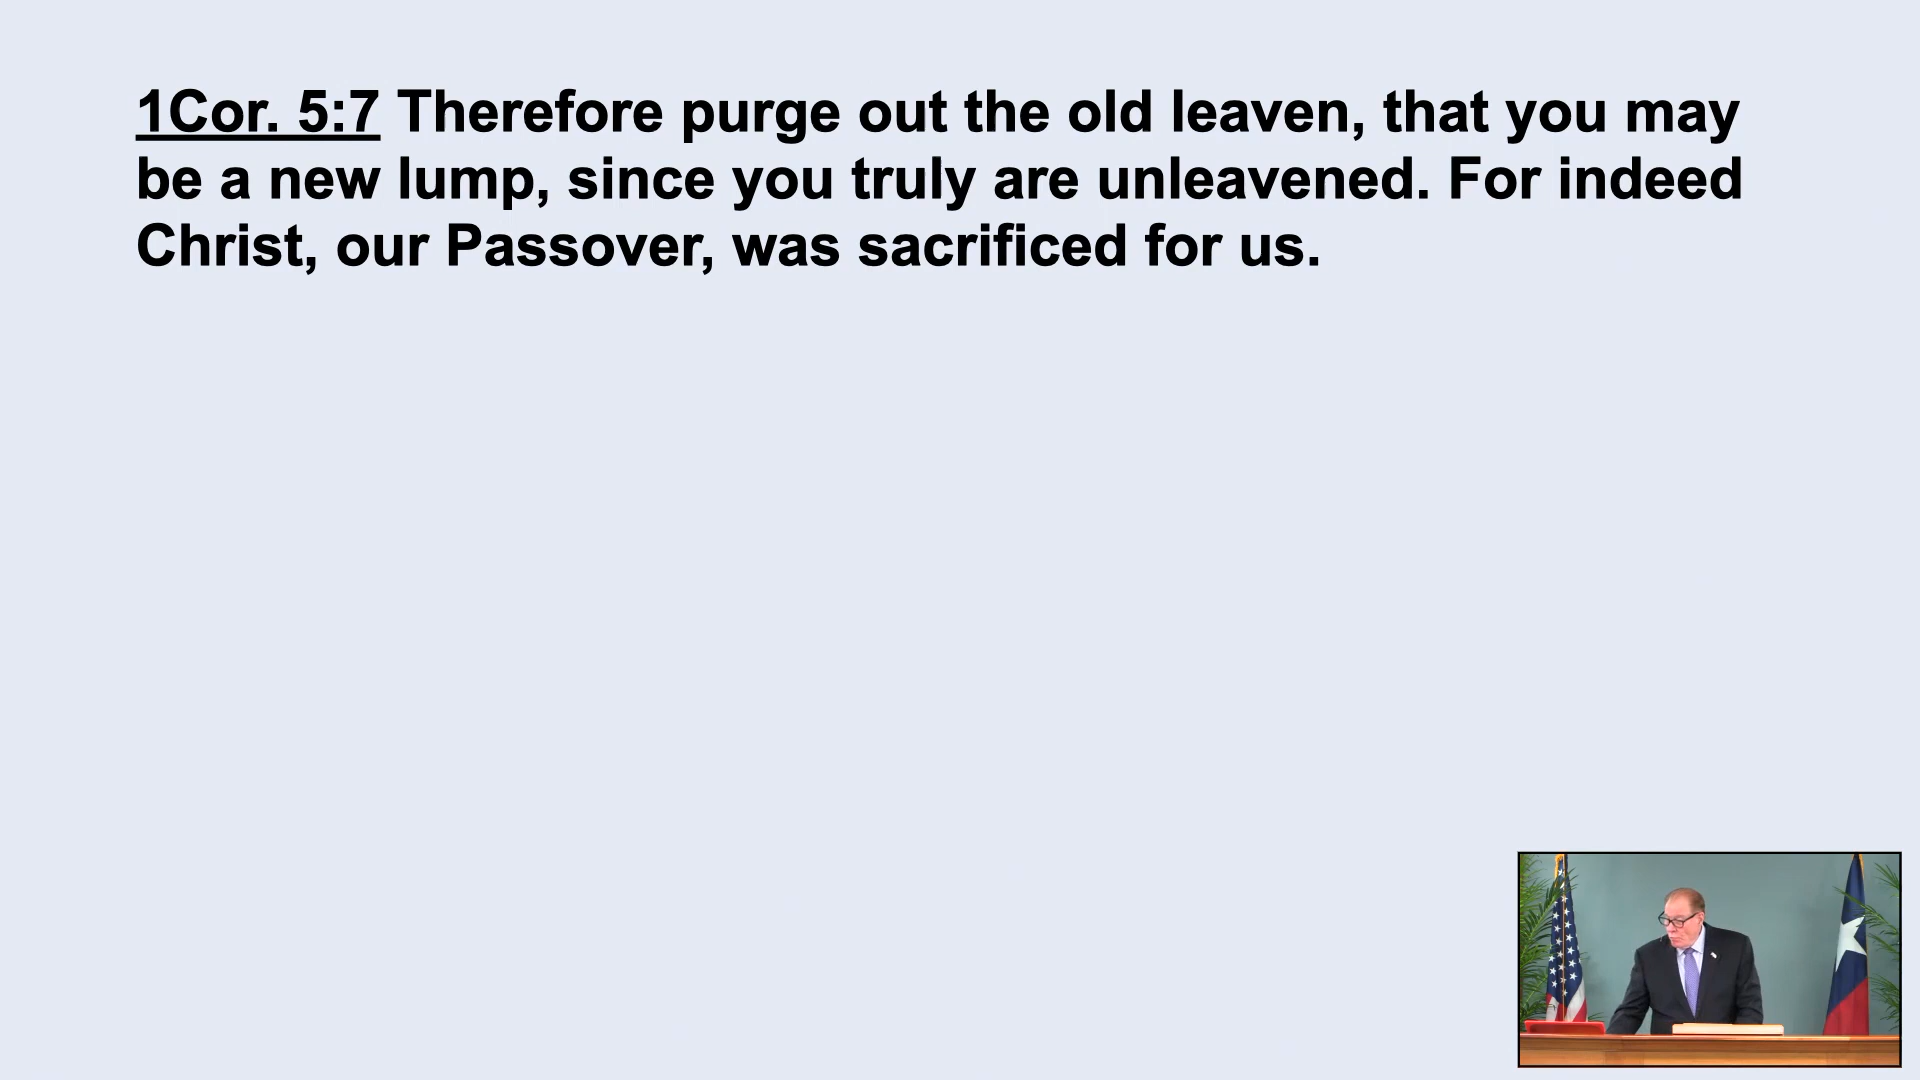 1Cor. 5:7 Therefore purge out the old leaven, that you may
be a new lump, since you truly are unleavened. For indeed
Christ, our Passover, was sacrificed for us.